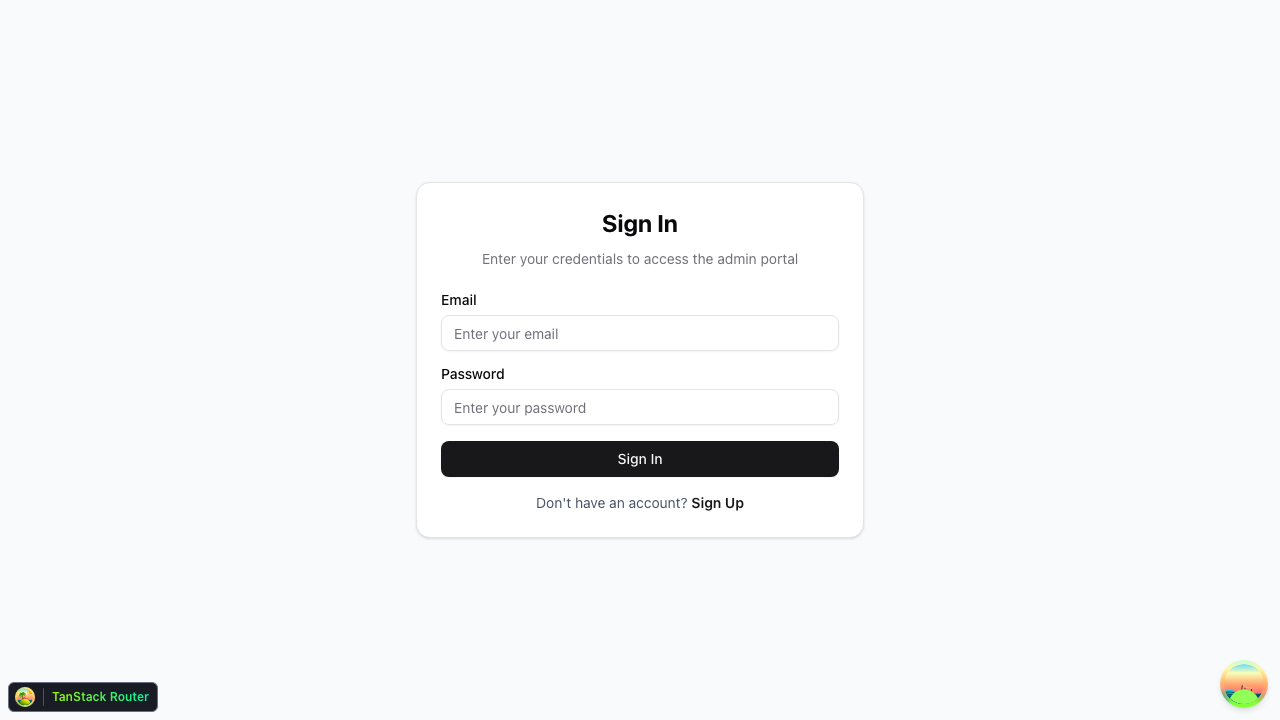 Sign In
Enter your credentials to access the admin portal
Email
Enter your email
Password
Enter your password
Sign In
Don't have an account? Sign Up
TanStack Router